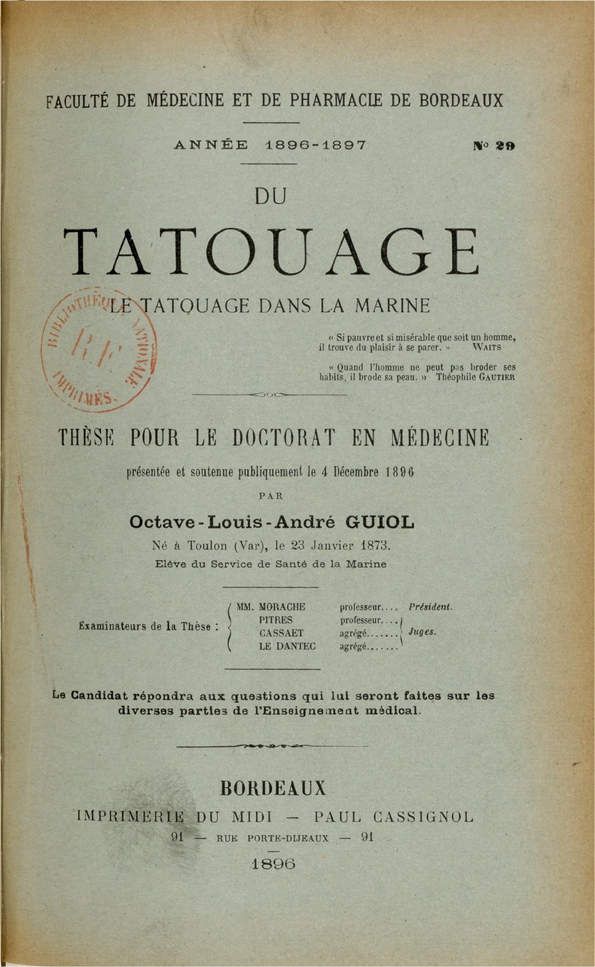 FACULTÉ DE MÉDECINE ET DE PHARMACIE DE BORDEAUX
ANNÉE 1896-1897 No 29
DU
TATOUAGE
LE TATOUAGE DANS LA MARINE
BIBLIOTHÈQUE NATIONALE
R.F.
IMPRIMÉS.
« Si pauvre et si misérable que soit un homme,
il trouve du plaisir à se parer. » WAITS
« Quand l'homme ne peut pas broder ses
habits, il brode sa peau. » Théophile GAUTIER
THÈSE POUR LE DOCTORAT EN MÉDECINE
présentée et soutenue publiquement le 4 Décembre 1896
PAR
Octave-Louis-André GUIOL
Né à Toulon (Var), le 23 Janvier 1873.
Elève du Service de Santé de la Marine
Examinateurs de la Thèse :
MM. MORACHE professeur.... Président.
PITRES professeur....
CASSAET agrégé.......
LE DANTEC agrégé.......
Juges.
Le Candidat répondra aux questions qui lui seront faites sur les
diverses parties de l'Enseignement médical.
BORDEAUX
IMPRIMERIE DU MIDI — PAUL CASSIGNOL
91 — RUE PORTE-DIJEAUX — 91
1896